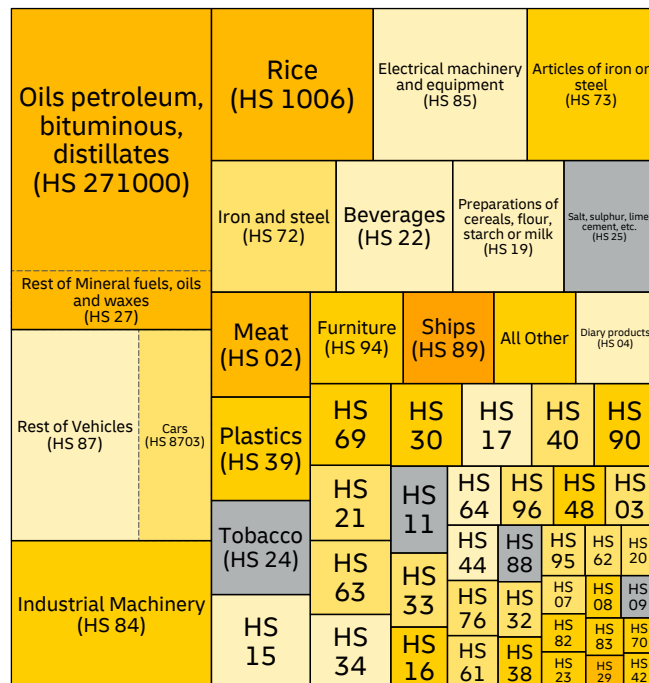 Oils petroleum,
bituminous,
distillates
(HS 271000)
Rest of Mineral fuels, oils
and waxes
(HS 27)
Rest of Vehicles
(HS 87)
Cars
(HS 8703)
Industrial Machinery
(HS 84)
Rice
(HS 1006)
Electrical machinery
and equipment
(HS 85)
Articles of iron or
steel
(HS 73)
Iron and steel
(HS 72)
Beverages
(HS 22)
Preparations of
cereals, flour,
starch or milk
(HS 19)
Salt, sulphur, lime,
cement, etc.
(HS 25)
Meat
(HS 02)
Furniture
(HS 94)
Ships
(HS 89)
All Other
Diary products
(HS 04)
Plastics
(HS 39)
Tobacco
(HS 24)
HS
15
HS
69
HS
30
HS
17
HS
40
HS
90
HS
21
HS
63
HS
34
HS
11
HS
33
HS
16
HS
64
HS
96
HS
48
HS
03
HS
44
HS
88
HS
95
HS
62
HS
20
HS
76
HS
32
HS
07
HS
08
HS
09
HS
61
HS
38
HS
82
HS
83
HS
70
HS
23
HS
29
HS
42